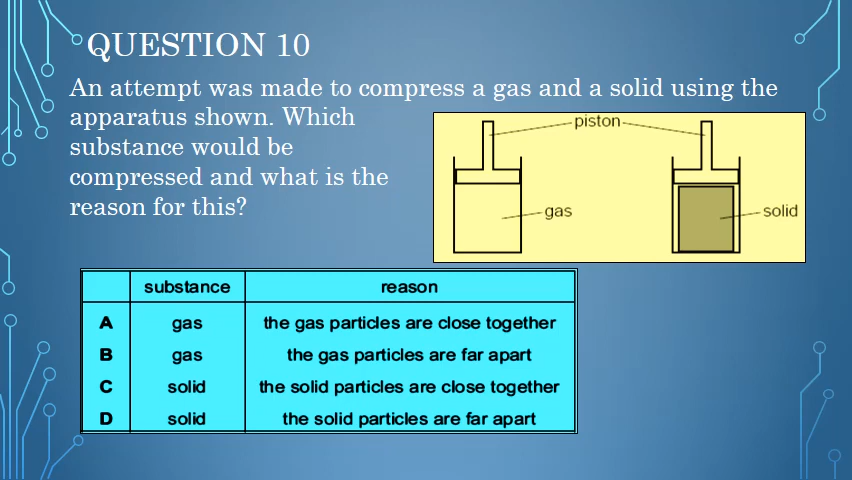 QUESTION 10
An attempt was made to compress a gas and a solid using the
apparatus shown. Which
substance would be
compressed and what is the
reason for this?
piston
gas
solid
substance reason
A gas the gas particles are close together
B gas the gas particles are far apart
C solid the solid particles are close together
D solid the solid particles are far apart